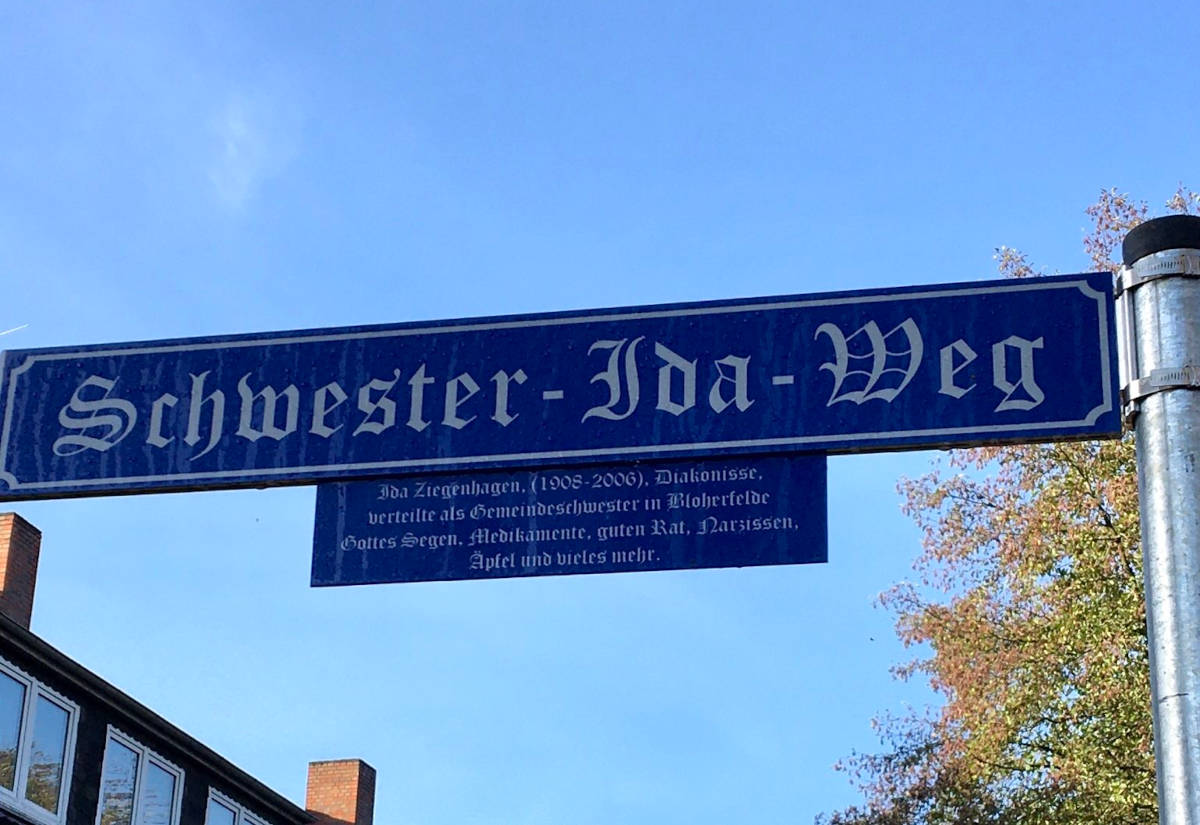 Schwester-Ida-Weg
Ida Ziegenhagen, (1908-2006), Diakonisse,
verteilte als Gemeindeschwester in Bloherfelde
Gottes Segen, Medikamente, guten Rat, Narzissen,
Äpfel und vieles mehr.